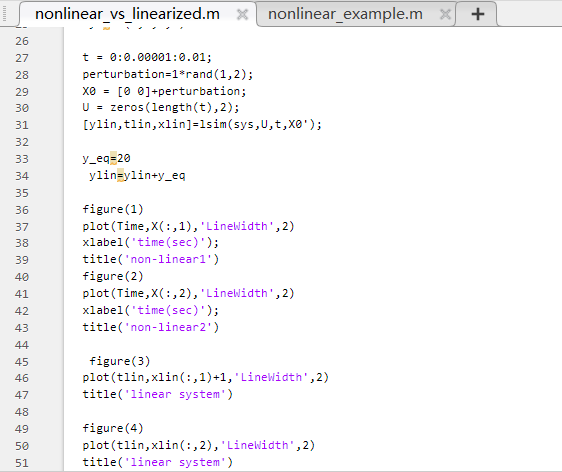 nonlinear_vs_linearized.m nonlinear_example.m
26
27 t = 0:0.00001:0.01;
28 perturbation=1*rand(1,2);
29 X0 = [0 0]+perturbation;
30 U = zeros(length(t),2);
31 [ylin,tlin,xlin]=lsim(sys,U,t,X0');
32
33 y_eq=20
34 ylin=ylin+y_eq
35
36 figure(1)
37 plot(Time,X(:,1),'LineWidth',2)
38 xlabel('time(sec)');
39 title('non-linear1')
40 figure(2)
41 plot(Time,X(:,2),'LineWidth',2)
42 xlabel('time(sec)');
43 title('non-linear2')
44
45 figure(3)
46 plot(tlin,xlin(:,1)+1,'LineWidth',2)
47 title('linear system')
48
49 figure(4)
50 plot(tlin,xlin(:,2),'LineWidth',2)
51 title('linear system')